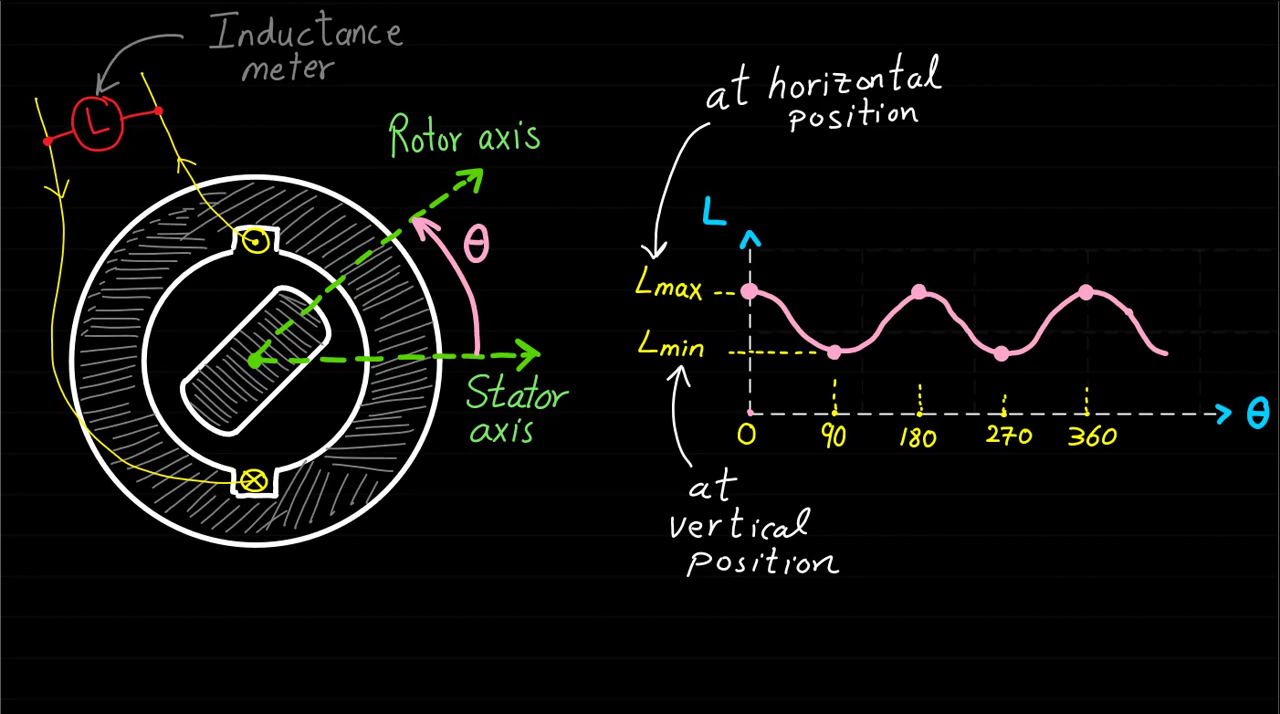 Inductance
meter
L
Rotor axis
θ
Stator
axis
at horizontal
position
L
Lmax
Lmin
0
90
180
270
360
θ
at
vertical
position